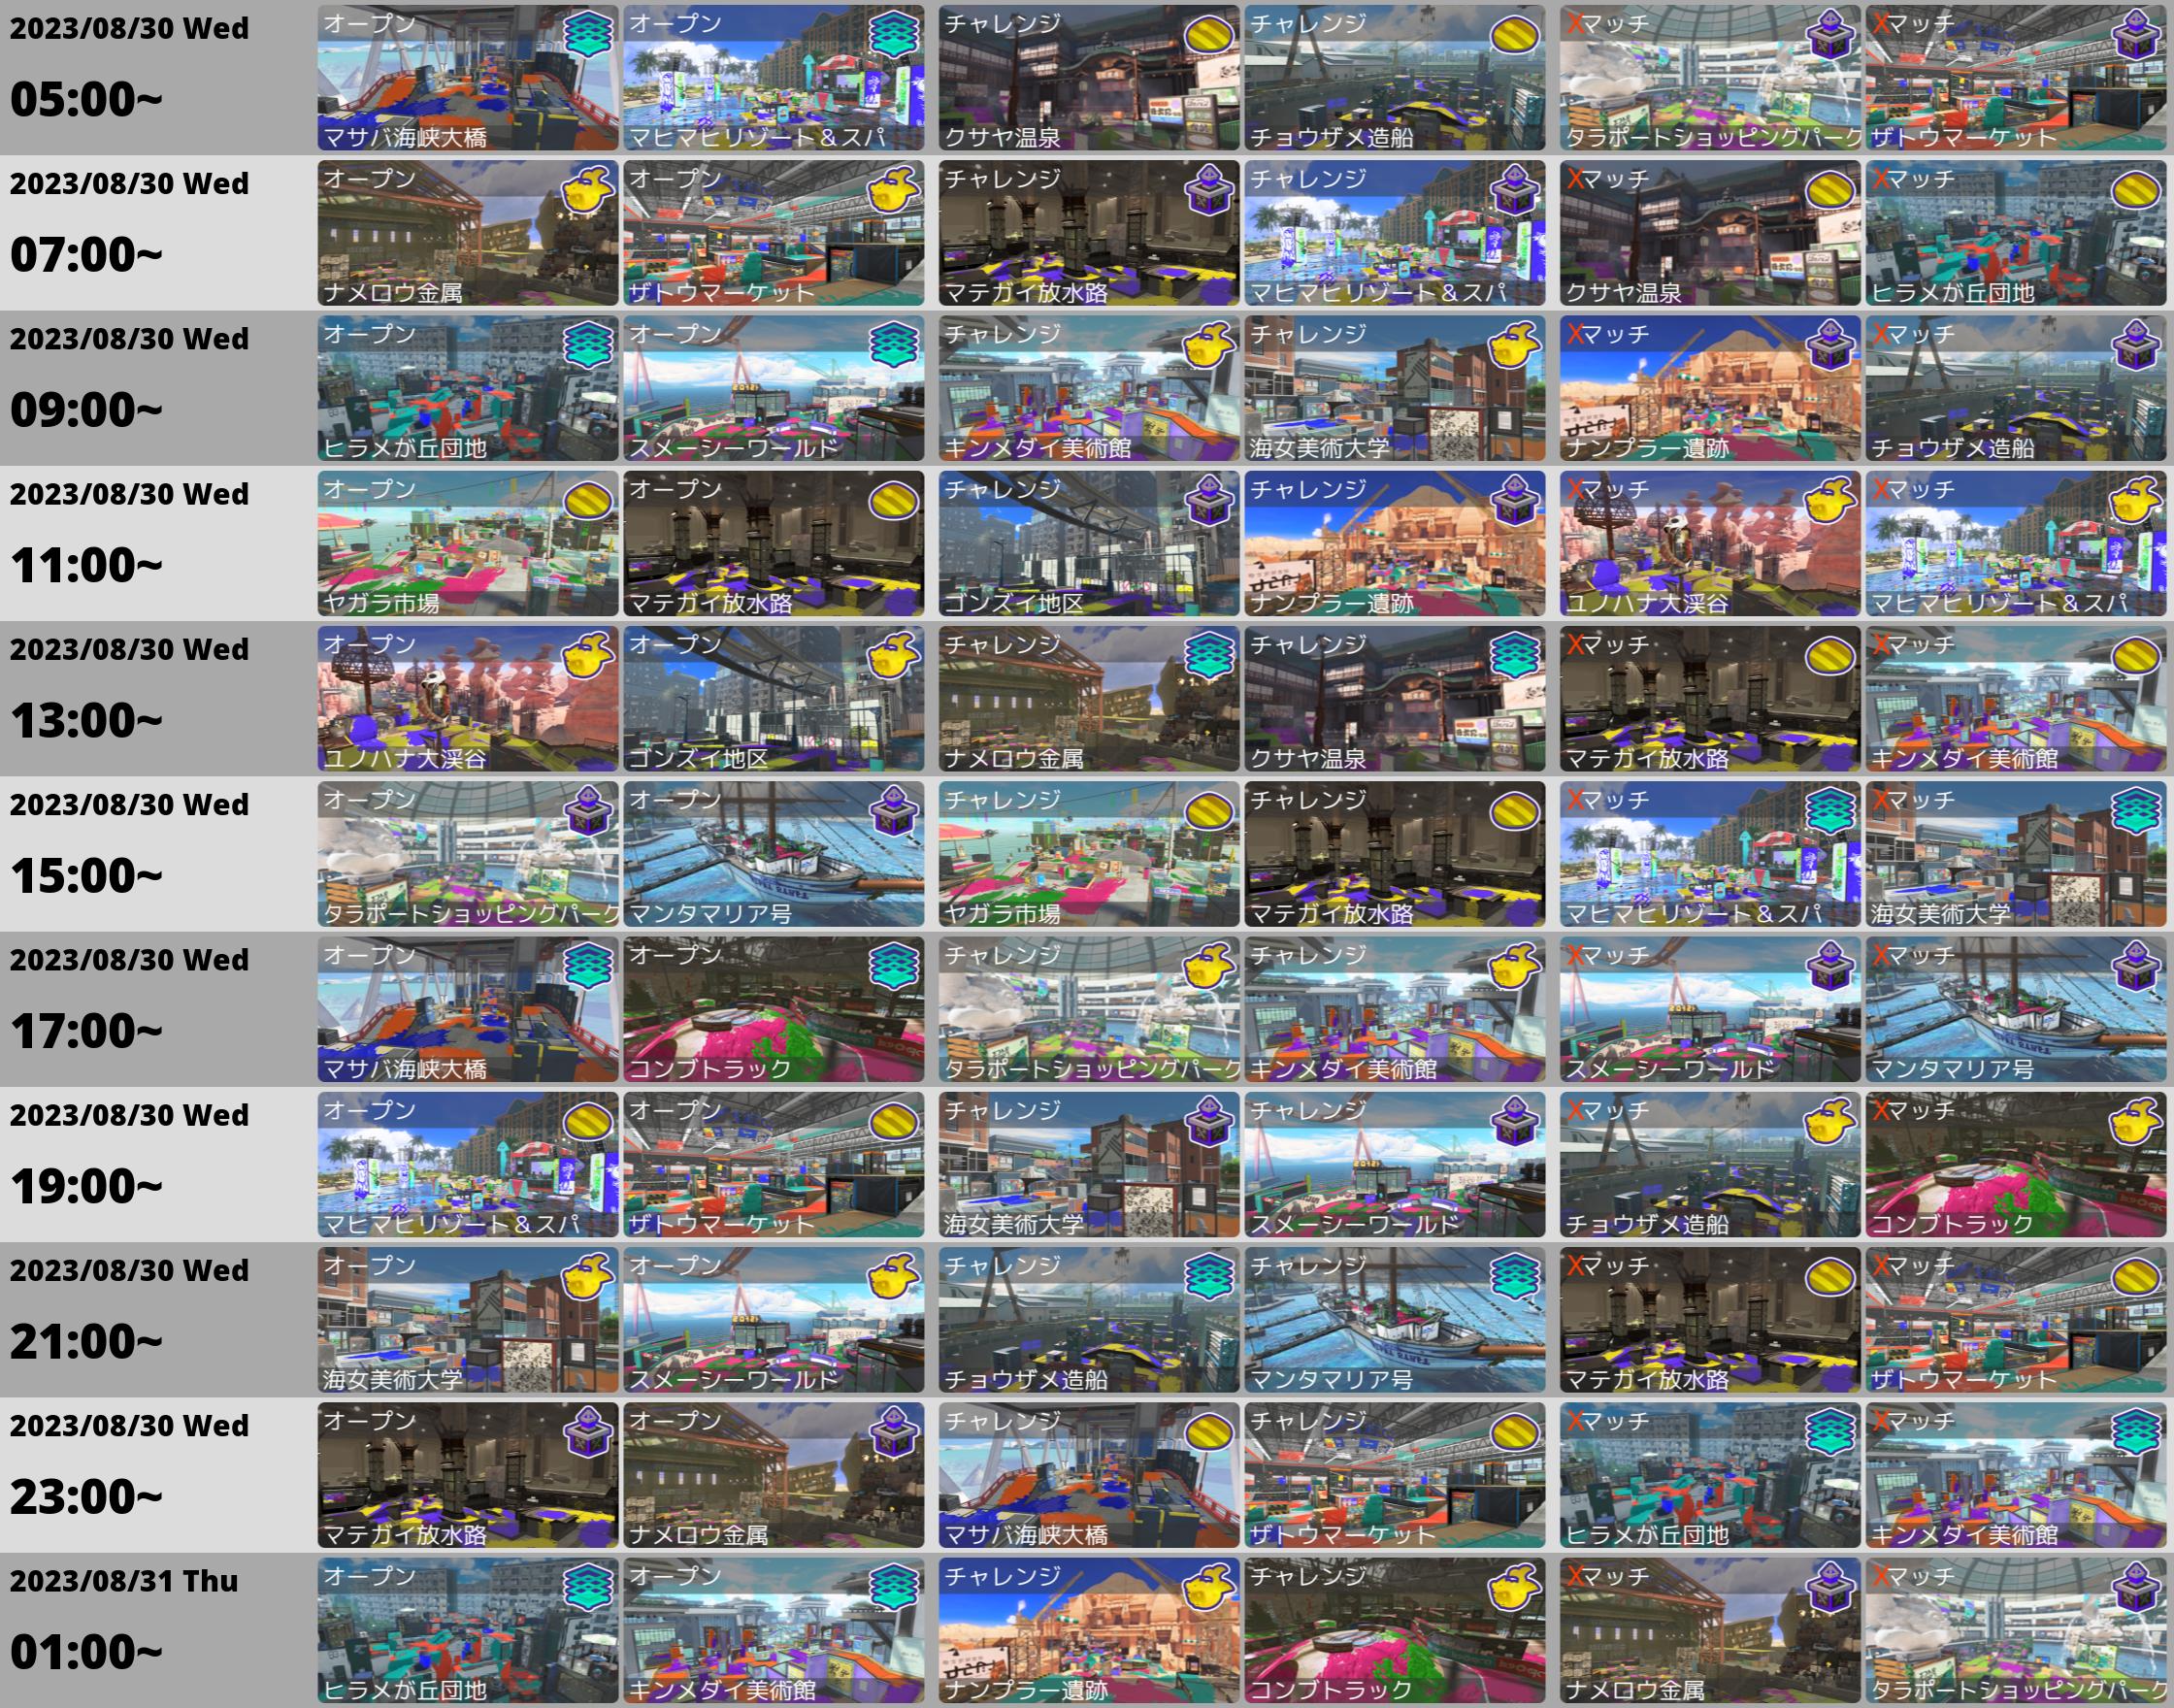 2023/08/30 Wed
05:00~
オープン オープン チャレンジ チャレンジ Xマッチ Xマッチ
マサバ海峡大橋 マヒマヒリゾート＆スパ クサヤ温泉 チョウザメ造船 タラポートショッピングパーク ザトウマーケット
2023/08/30 Wed
07:00~
オープン オープン チャレンジ チャレンジ Xマッチ Xマッチ
ナメロウ金属 ザトウマーケット マテガイ放水路 マヒマヒリゾート＆スパ クサヤ温泉 ヒラメが丘団地
2023/08/30 Wed
09:00~
オープン オープン チャレンジ チャレンジ Xマッチ Xマッチ
ヒラメが丘団地 スメーシーワールド キンメダイ美術館 海女美術大学 ナンプラー遺跡 チョウザメ造船
2023/08/30 Wed
11:00~
オープン オープン チャレンジ チャレンジ Xマッチ Xマッチ
ヤガラ市場 マテガイ放水路 ゴンズイ地区 ナンプラー遺跡 ユノハナ大渓谷 マヒマヒリゾート＆スパ
2023/08/30 Wed
13:00~
オープン オープン チャレンジ チャレンジ Xマッチ Xマッチ
ユノハナ大渓谷 ゴンズイ地区 ナメロウ金属 クサヤ温泉 マテガイ放水路 キンメダイ美術館
2023/08/30 Wed
15:00~
オープン オープン チャレンジ チャレンジ Xマッチ Xマッチ
タラポートショッピングパーク マンタマリア号 ヤガラ市場 マテガイ放水路 マヒマヒリゾート＆スパ 海女美術大学
2023/08/30 Wed
17:00~
オープン オープン チャレンジ チャレンジ Xマッチ Xマッチ
マサバ海峡大橋 コンブトラック タラポートショッピングパーク キンメダイ美術館 スメーシーワールド マンタマリア号
2023/08/30 Wed
19:00~
オープン オープン チャレンジ チャレンジ Xマッチ Xマッチ
マヒマヒリゾート＆スパ ザトウマーケット 海女美術大学 スメーシーワールド チョウザメ造船 コンブトラック
2023/08/30 Wed
21:00~
オープン オープン チャレンジ チャレンジ Xマッチ Xマッチ
海女美術大学 スメーシーワールド チョウザメ造船 マンタマリア号 マテガイ放水路 ザトウマーケット
2023/08/30 Wed
23:00~
オープン オープン チャレンジ チャレンジ Xマッチ Xマッチ
マテガイ放水路 ナメロウ金属 マサバ海峡大橋 ザトウマーケット ヒラメが丘団地 キンメダイ美術館
2023/08/31 Thu
01:00~
オープン オープン チャレンジ チャレンジ Xマッチ Xマッチ
ヒラメが丘団地 キンメダイ美術館 ナンプラー遺跡 コンブトラック ナメロウ金属 タラポートショッピングパーク